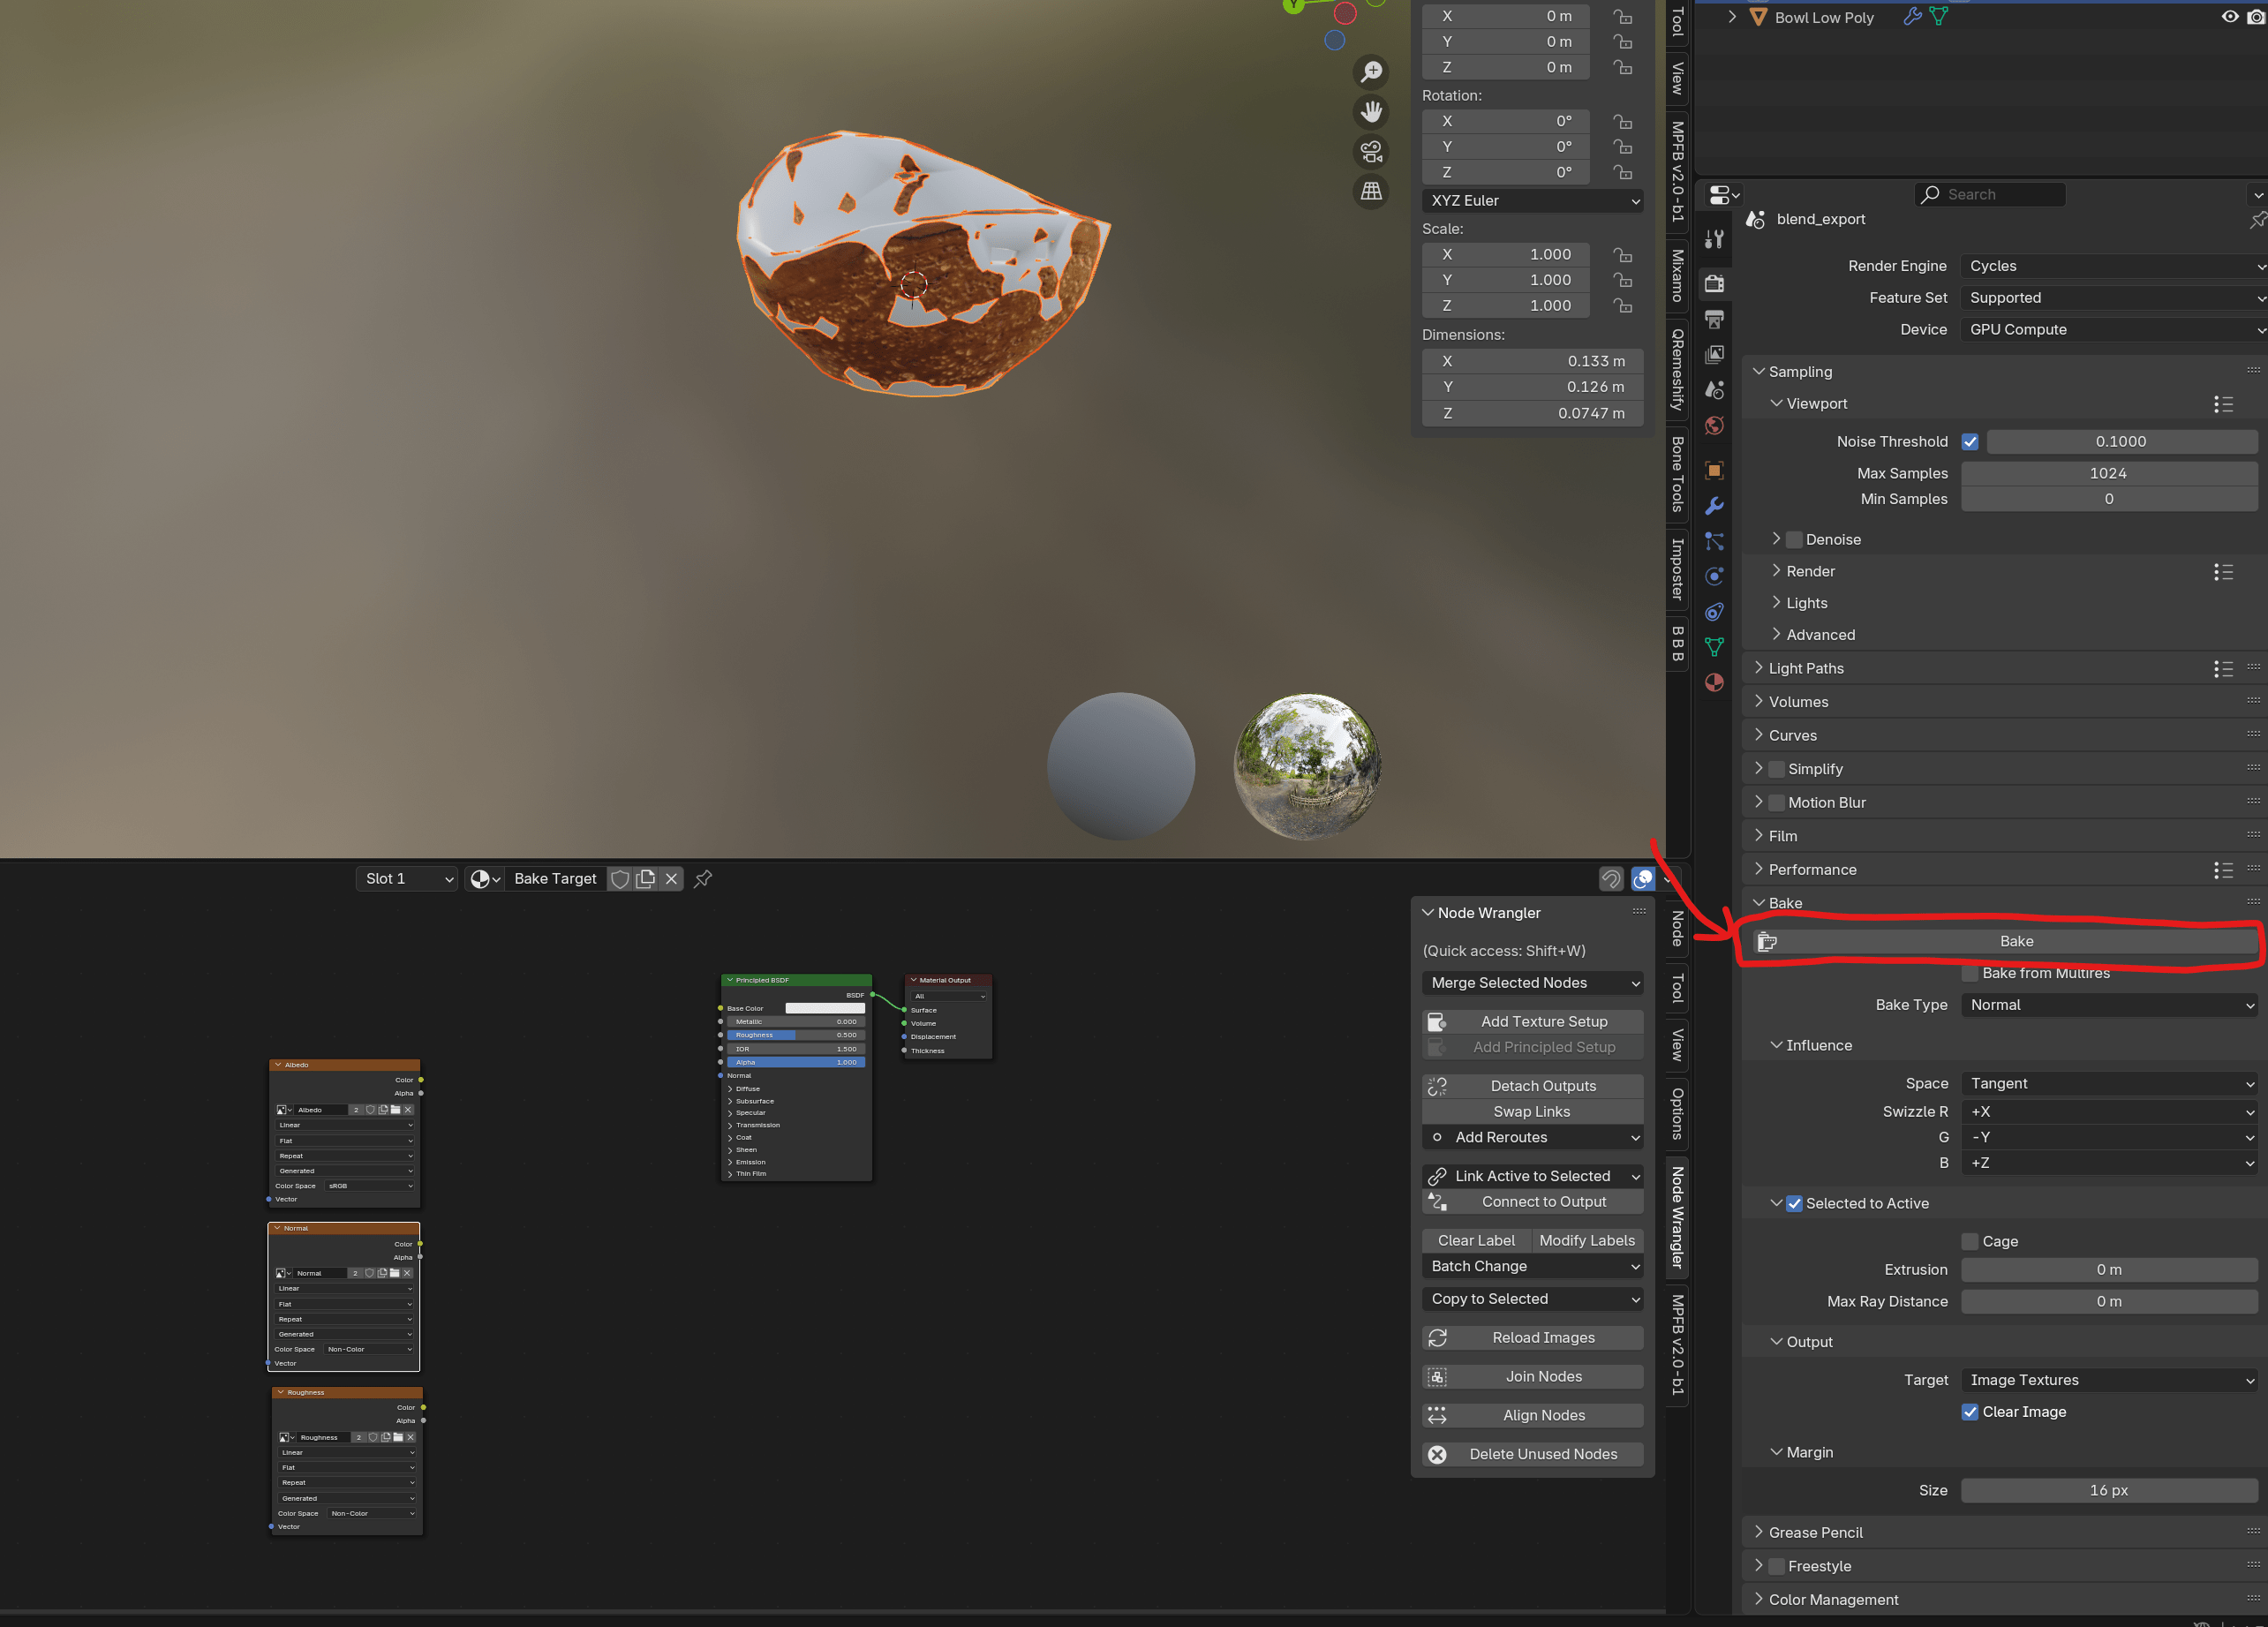 Y
X 0 m
Y 0 m
Z 0 m
Rotation:
X 0°
Y 0°
Z 0°
XYZ Euler
Scale:
X 1.000
Y 1.000
Z 1.000
Dimensions:
X 0.133 m
Y 0.126 m
Z 0.0747 m
Tool
View
MPFB v2.0-b1
Mixamo
QRemeshify
Bone Tools
Imposter
B B B
Bowl Low Poly
Search
blend_export
Render Engine Cycles
Feature Set Supported
Device GPU Compute
Sampling
Viewport
Noise Threshold 0.1000
Max Samples 1024
Min Samples 0
Denoise
Render
Lights
Advanced
Light Paths
Volumes
Curves
Simplify
Motion Blur
Film
Performance
Bake
Bake
Bake from Multires
Bake Type Normal
Influence
Space Tangent
Swizzle R +X
G -Y
B +Z
Selected to Active
Cage
Extrusion 0 m
Max Ray Distance 0 m
Output
Target Image Textures
Clear Image
Margin
Size 16 px
Grease Pencil
Freestyle
Color Management
Slot 1 Bake Target
Albedo
Color
Alpha
Albedo 2
Linear
Flat
Repeat
Generated
Color Space sRGB
Vector
Normal
Color
Alpha
Normal 2
Linear
Flat
Repeat
Generated
Color Space Non-Color
Vector
Roughness
Color
Alpha
Roughness 2
Linear
Flat
Repeat
Generated
Color Space Non-Color
Vector
Principled BSDF
BSDF
Base Color
Metallic 0.000
Roughness 0.500
IOR 1.500
Alpha 1.000
Normal
Diffuse
Subsurface
Specular
Transmission
Coat
Sheen
Emission
Thin Film
Material Output
All
Surface
Volume
Displacement
Thickness
Node Wrangler
(Quick access: Shift+W)
Merge Selected Nodes
Add Texture Setup
Add Principled Setup
Detach Outputs
Swap Links
Add Reroutes
Link Active to Selected
Connect to Output
Clear Label Modify Labels
Batch Change
Copy to Selected
Reload Images
Join Nodes
Align Nodes
Delete Unused Nodes
Node
Tool
View
Options
Node Wrangler
MPFB v2.0-b1